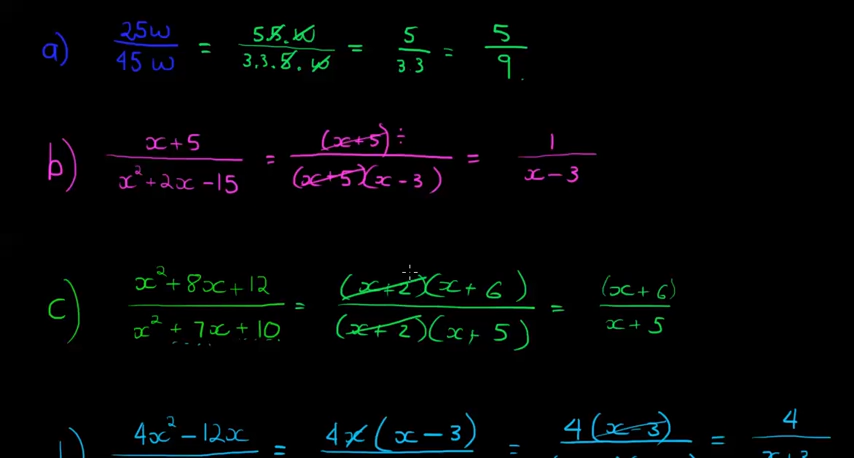 a) 25w/45w = 5.5.w/3.3.5.w = 5/3.3 = 5/9.
b) x+5/x²+2x-15 = (x+5)÷/(x+5)(x-3) = 1/x-3
c) x²+8x+12/x²+7x+10 = (x+2)(x+6)/(x+2)(x+5) = (x+6)/x+5
4x²-12x = 4x(x-3) = 4(x-3) = 4